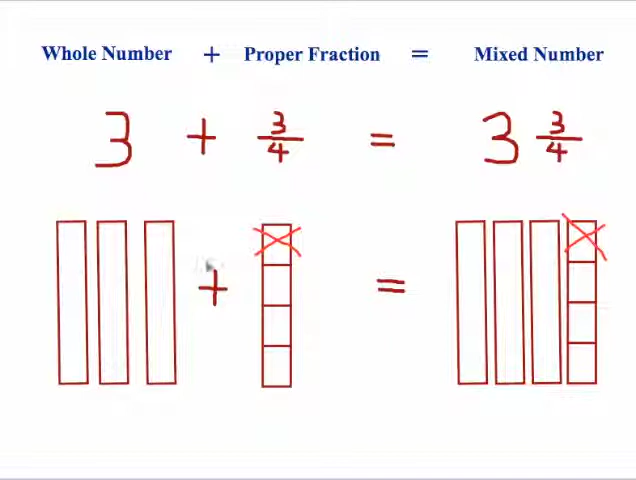 Whole Number + Proper Fraction = Mixed Number
3 + 3/4 = 3 3/4
+ =